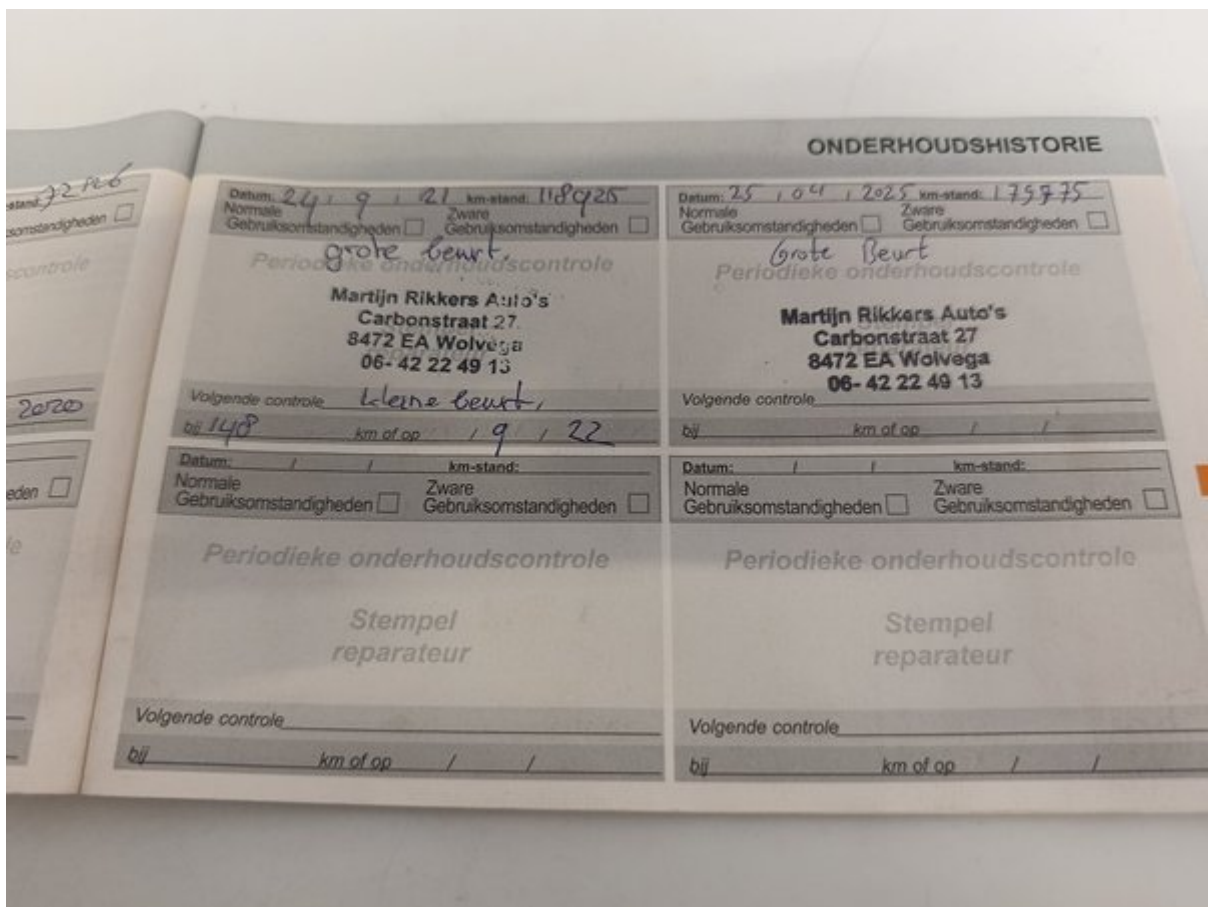 ONDERHOUDSHISTORIE
-stand:
somstandigheden
scontrole
2020
eden
Datum: 24 / 9 / 21 km-stand: 118925
Normale Gebruiksomstandigheden
Zware Gebruiksomstandigheden
grote beurt.
Periodieke onderhoudscontrole
Martijn Rikkers Auto's
Carbonstraat 27
8472 EA Wolvega
06- 42 22 49 13
Volgende controle kleine beurt,
bij 148 km of op / 9 / 22
Datum: 25 / 04 / 2025 km-stand: 175775
Normale Gebruiksomstandigheden
Zware Gebruiksomstandigheden
Grote Beurt
Periodieke onderhoudscontrole
Martijn Rikkers Auto's
Carbonstraat 27
8472 EA Wolvega
06- 42 22 49 13
Volgende controle
bij km of op / /
Datum: / / km-stand:
Normale Gebruiksomstandigheden
Zware Gebruiksomstandigheden
Periodieke onderhoudscontrole
Stempel
reparateur
Volgende controle
bij km of op / /
Datum: / / km-stand:
Normale Gebruiksomstandigheden
Zware Gebruiksomstandigheden
Periodieke onderhoudscontrole
Stempel
reparateur
Volgende controle
bij km of op / /